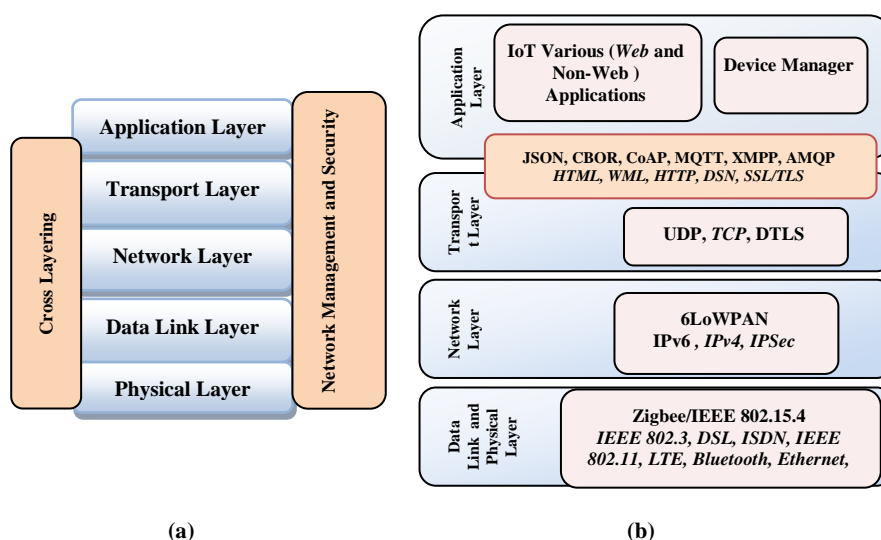 Application Layer
Transport Layer
Network Layer
Data Link Layer
Physical Layer
Cross Layering
Network Management and Security
(a)
Application
Layer
IoT Various (Web and
Non-Web )
Applications
Device Manager
JSON, CBOR, CoAP, MQTT, XMPP, AMQP
HTML, WML, HTTP, DSN, SSL/TLS
Transpor
t Layer
UDP, TCP, DTLS
Network
Layer
6LoWPAN
IPv6 , IPv4, IPSec
Data
Link and
Physical
Layer
Zigbee/IEEE 802.15.4
IEEE 802.3, DSL, ISDN, IEEE
802.11, LTE, Bluetooth, Ethernet,
(b)